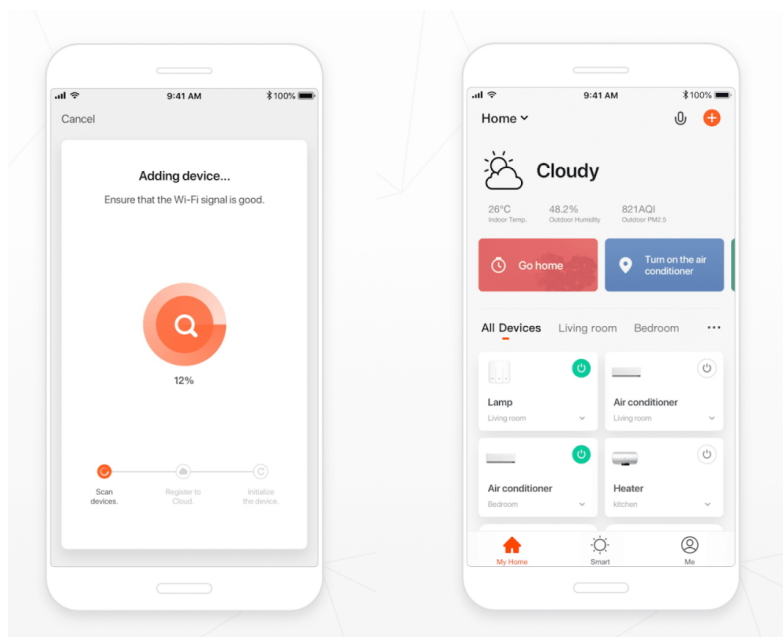 9:41 AM
100%
Cancel
Adding device...
Ensure that the Wi-Fi signal is good.
12%
Scan
devices.
Register to
Cloud.
Initialize
the device.
9:41 AM
100%
Home
Cloudy
26°C
48.2%
821AQI
Indoor Temp.
Outdoor Humidity
Outdoor PM2.5
Go home
Turn on the air
conditioner
All Devices
Living room
Bedroom
Lamp
Living room
Air conditioner
Living room
Air conditioner
Bedroom
Heater
kitchen
My Home
Smart
Me